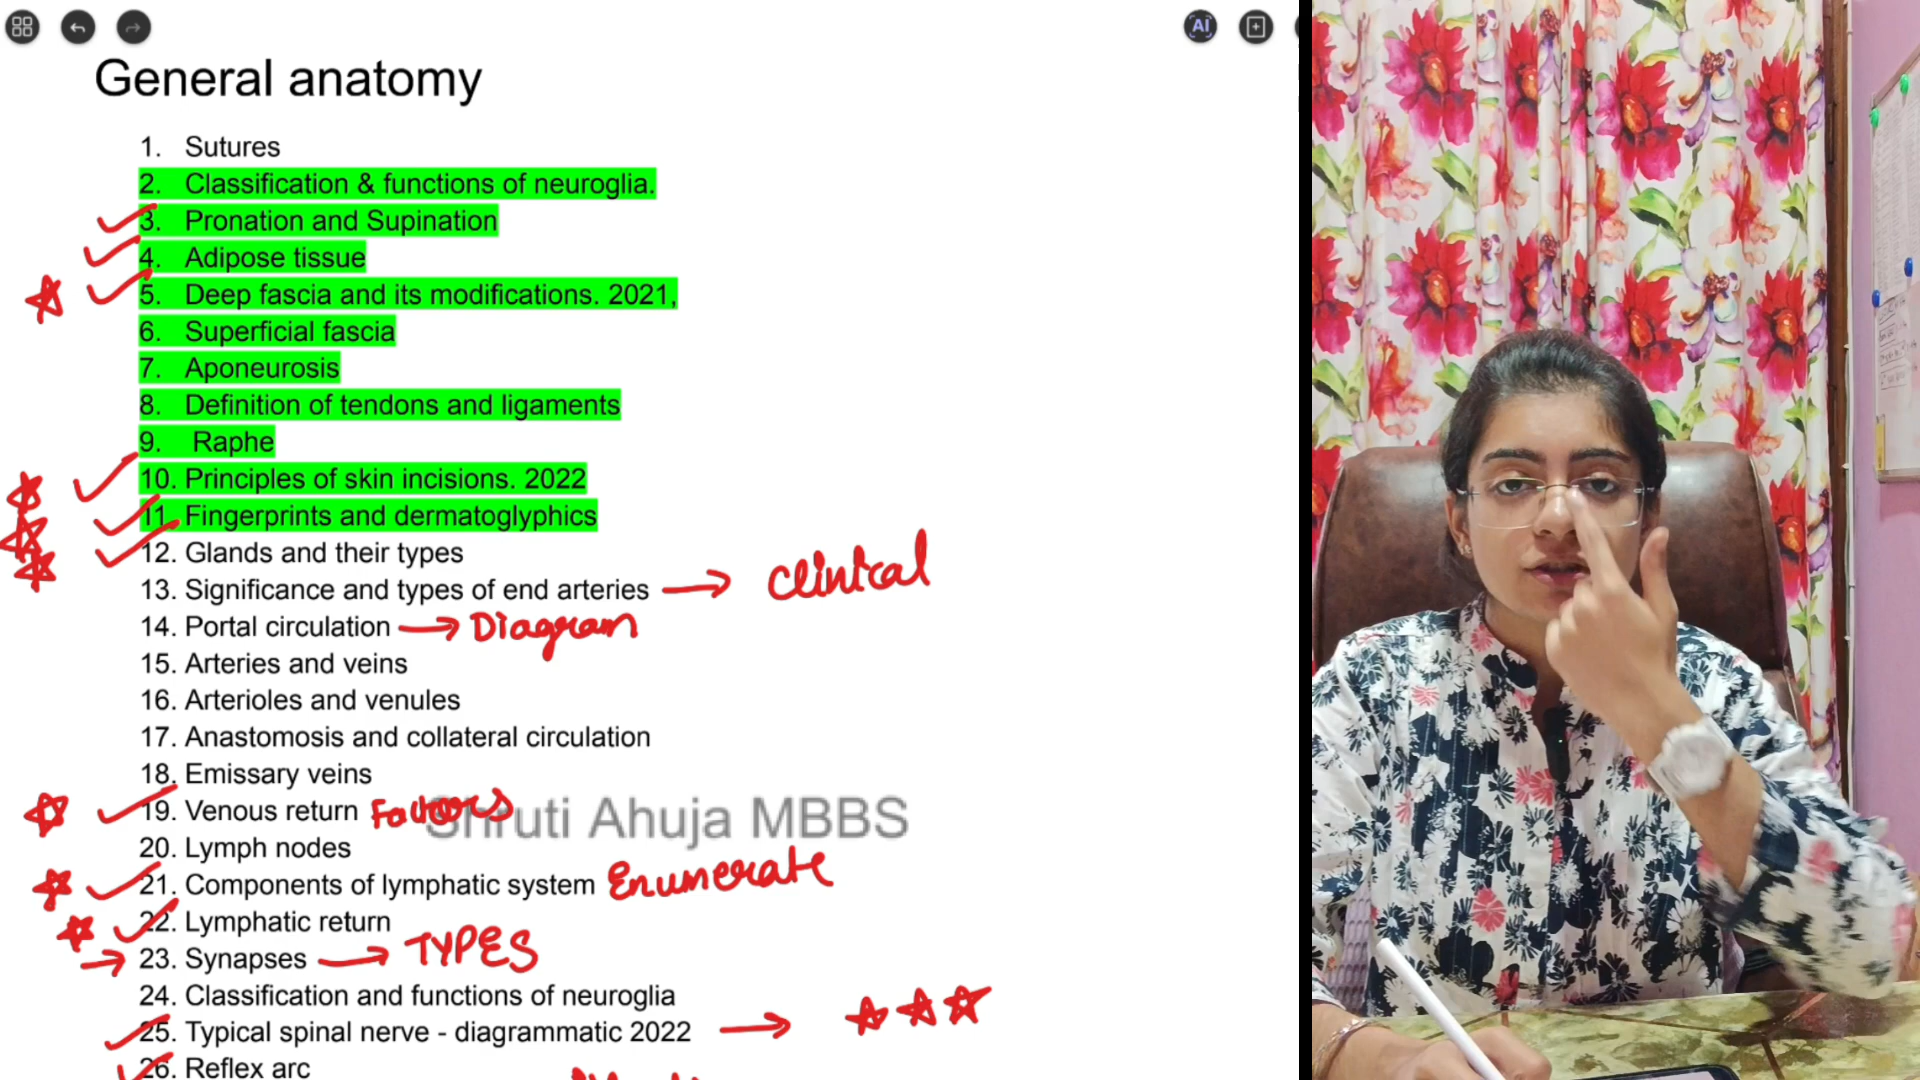 AI
General anatomy
1. Sutures
2. Classification & functions of neuroglia.
3. Pronation and Supination
4. Adipose tissue
5. Deep fascia and its modifications. 2021,
6. Superficial fascia
7. Aponeurosis
8. Definition of tendons and ligaments
9. Raphe
10. Principles of skin incisions. 2022
11. Fingerprints and dermatoglyphics
12. Glands and their types
13. Significance and types of end arteries → Clinical
14. Portal circulation → Diagram
15. Arteries and veins
16. Arterioles and venules
17. Anastomosis and collateral circulation
18. Emissary veins
19. Venous return Factors
Shruti Ahuja MBBS
20. Lymph nodes
21. Components of lymphatic system Enumerate
22. Lymphatic return
23. Synapses → TYPES
24. Classification and functions of neuroglia
25. Typical spinal nerve - diagrammatic 2022
26. Reflex arc